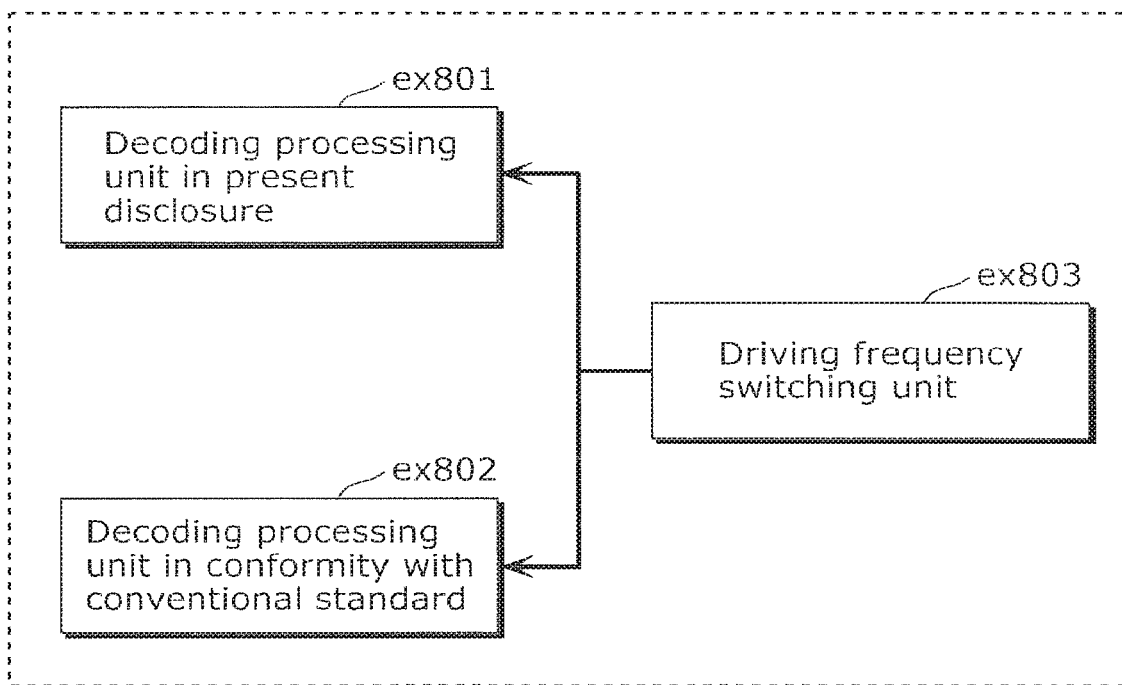 ex801
Decoding processing
unit in present
disclosure
ex803
Driving frequency
switching unit
ex802
Decoding processing
unit in conformity with
conventional standard